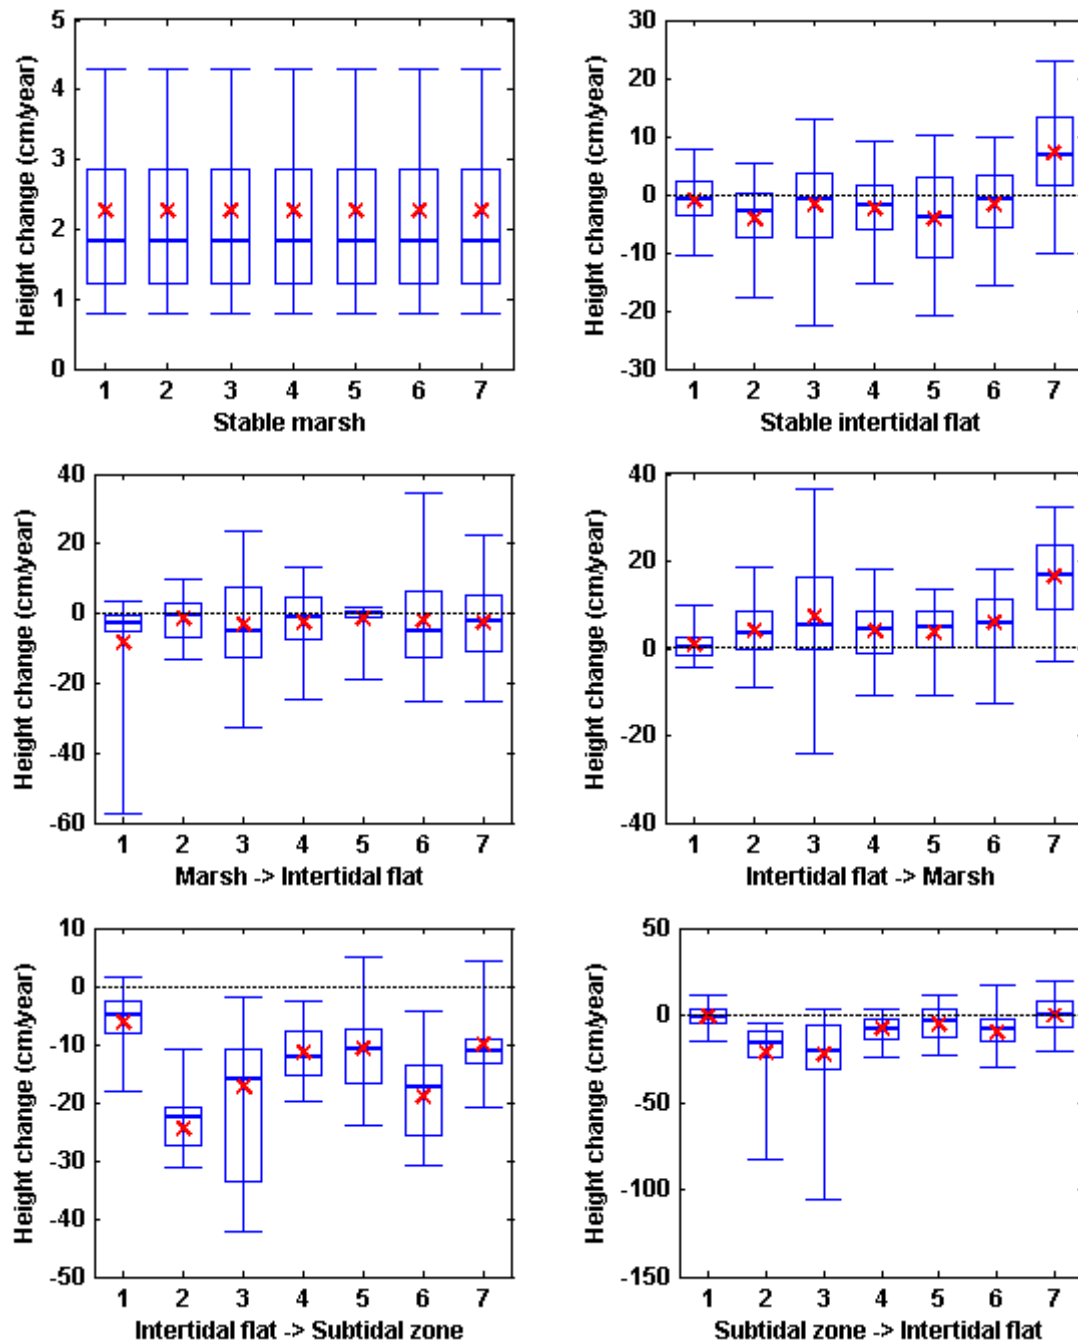 5
4
3
2
1
0
Height change (cm/year)
1 2 3 4 5 6 7
Stable marsh
30
20
10
0
-10
-20
-30
Height change (cm/year)
1 2 3 4 5 6 7
Stable intertidal flat
40
20
0
-20
-40
-60
Height change (cm/year)
1 2 3 4 5 6 7
Marsh -> Intertidal flat
40
20
0
-20
-40
Height change (cm/year)
1 2 3 4 5 6 7
Intertidal flat -> Marsh
10
0
-10
-20
-30
-40
-50
Height change (cm/year)
1 2 3 4 5 6 7
Intertidal flat -> Subtidal zone
50
0
-50
-100
-150
Height change (cm/year)
1 2 3 4 5 6 7
Subtidal zone -> Intertidal flat